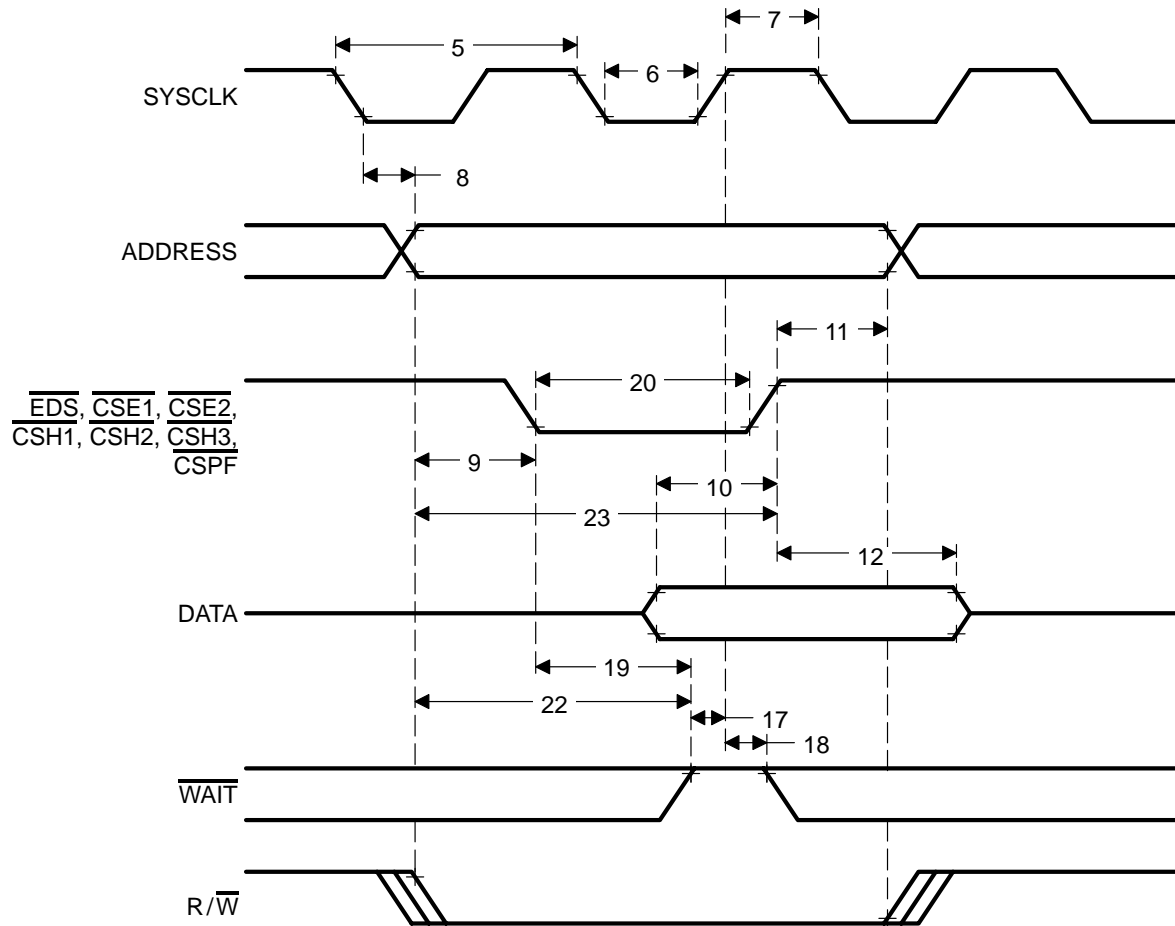 7
5
6
SYSCLK
8
ADDRESS
11
20
EDS, CSE1, CSE2,
CSH1, CSH2, CSH3,
CSPF
9
10
23
12
DATA
19
22
17
18
WAIT
R/W